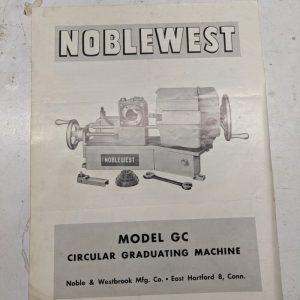 NOBLEWEST
NOBLEWEST
MODEL GC
CIRCULAR GRADUATING MACHINE
Noble & Westbrook Mfg. Co. • East Hartford 8, Conn.